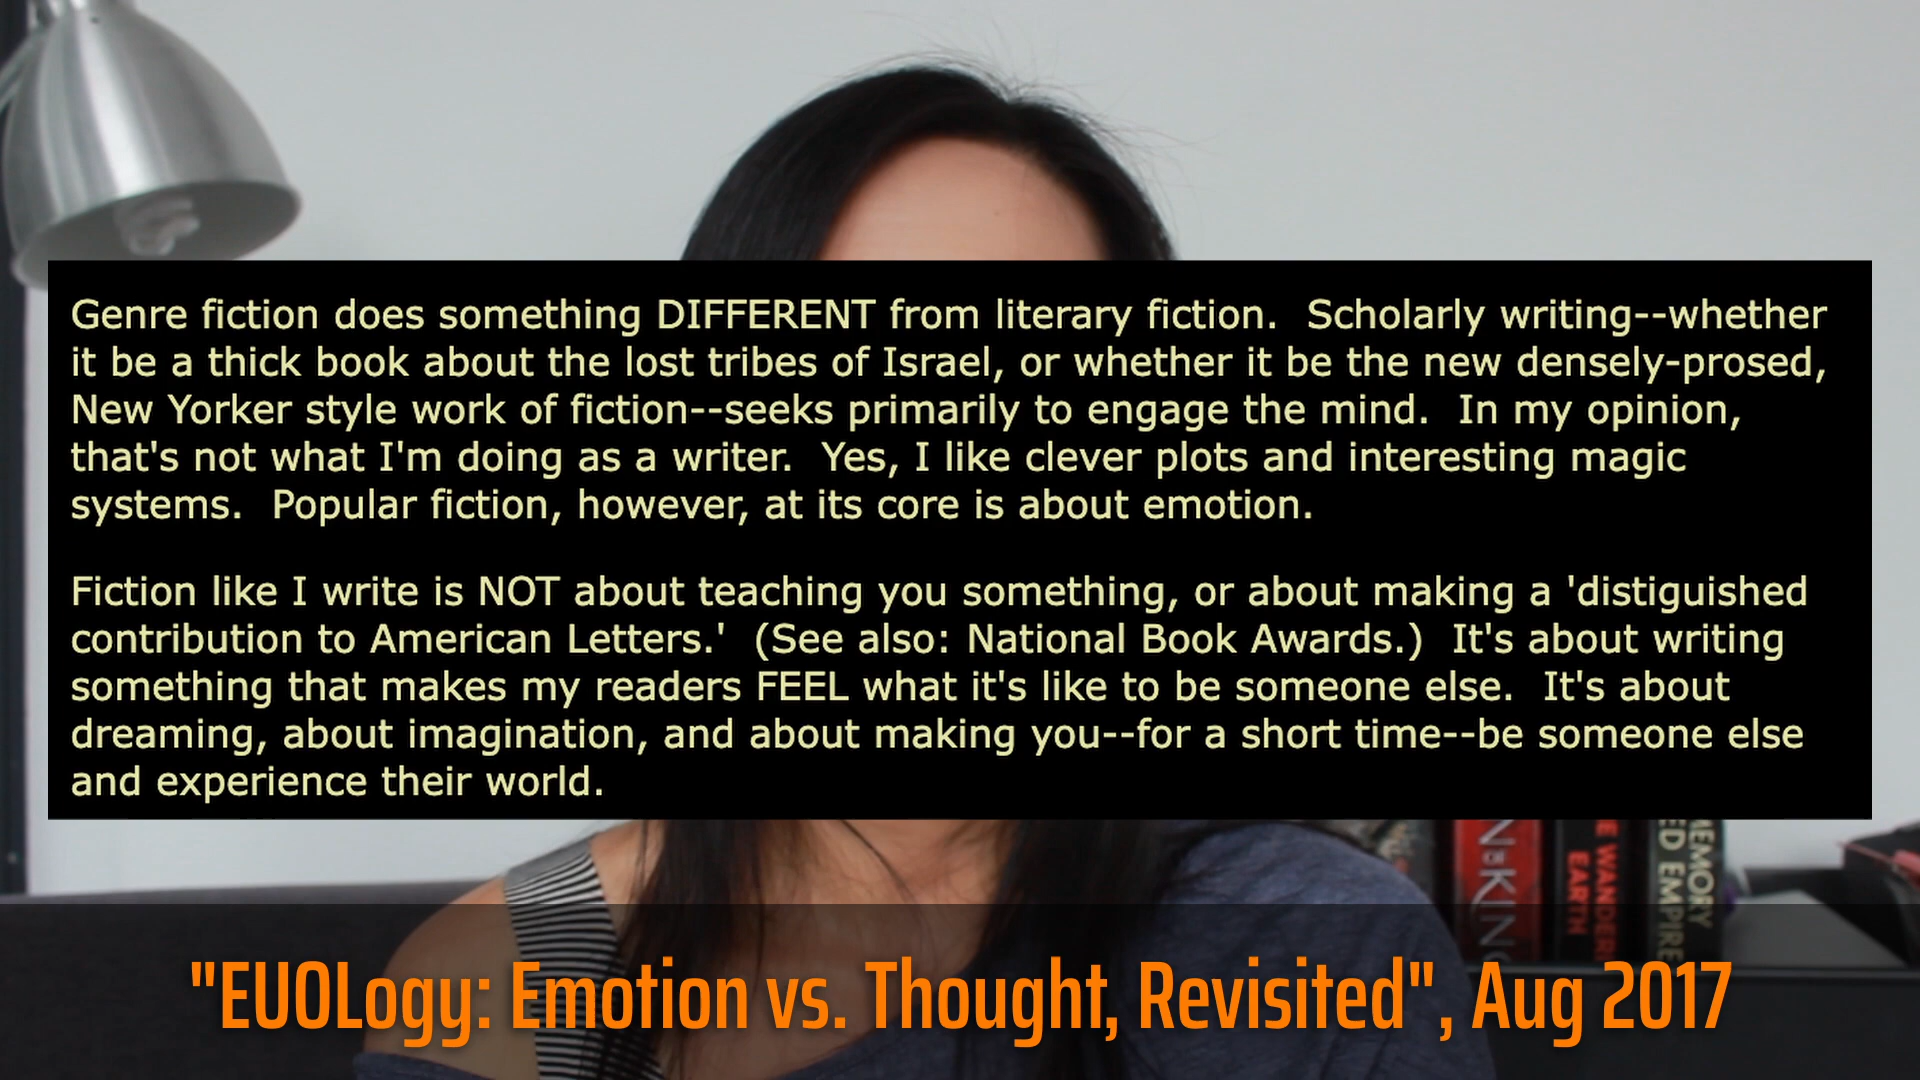 Genre fiction does something DIFFERENT from literary fiction.  Scholarly writing--whether
it be a thick book about the lost tribes of Israel, or whether it be the new densely-prosed,
New Yorker style work of fiction--seeks primarily to engage the mind.  In my opinion,
that's not what I'm doing as a writer.  Yes, I like clever plots and interesting magic
systems.  Popular fiction, however, at its core is about emotion.
Fiction like I write is NOT about teaching you something, or about making a 'distiguished
contribution to American Letters.'  (See also: National Book Awards.)  It's about writing
something that makes my readers FEEL what it's like to be someone else.  It's about
dreaming, about imagination, and about making you--for a short time--be someone else
and experience their world.
E WANDER
EARTH
EMORY
ED EMPIRE
"EUOLogy: Emotion vs. Thought, Revisited", Aug 2017